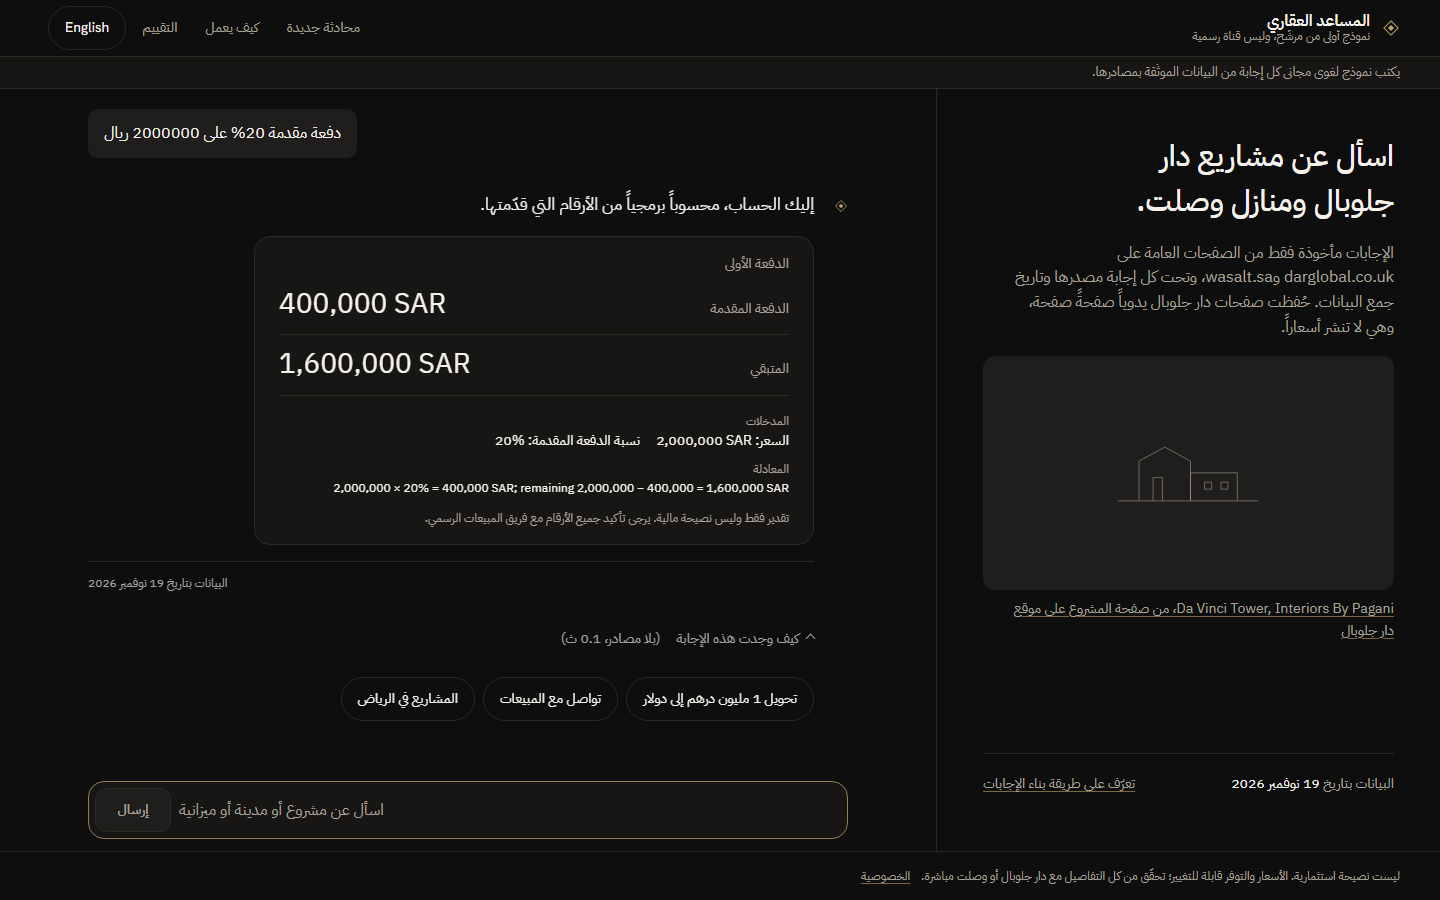 المساعد العقاري
نموذج أولي من مرشّح، وليس قناة رسمية
محادثة جديدة
كيف يعمل
التقييم
English
يكتب نموذج لغوي مجاني كل إجابة من البيانات الموثّقة بمصادرها.
اسأل عن مشاريع دار
جلوبال ومنازل وصلت.
الإجابات مأخوذة فقط من الصفحات العامة على
darglobal.co.uk وwasalt.sa، وتحت كل إجابة مصدرها وتاريخ
جمع البيانات. حُفظت صفحات دار جلوبال يدوياً صفحةً صفحة،
وهي لا تنشر أسعاراً.
Da Vinci Tower, Interiors By Pagani، من صفحة المشروع على موقع
دار جلوبال
البيانات بتاريخ 19 نوفمبر 2026
تعرّف على طريقة بناء الإجابات
دفعة مقدمة 20% على 2000000 ريال
إليك الحساب، محسوباً برمجياً من الأرقام التي قدّمتها.
الدفعة الأولى
الدفعة المقدمة
400,000 SAR
المتبقي
1,600,000 SAR
المدخلات
السعر: 2,000,000 SAR نسبة الدفعة المقدمة: 20%
المعادلة
2,000,000 × 20% = 400,000 SAR; remaining 2,000,000 − 400,000 = 1,600,000 SAR
تقدير فقط وليس نصيحة مالية. يرجى تأكيد جميع الأرقام مع فريق المبيعات الرسمي.
البيانات بتاريخ 19 نوفمبر 2026
كيف وجدت هذه الإجابة (بلا مصادر، 0.1 ث)
تحويل 1 مليون درهم إلى دولار
تواصل مع المبيعات
المشاريع في الرياض
اسأل عن مشروع أو مدينة أو ميزانية
إرسال
ليست نصيحة استثمارية. الأسعار والتوفر قابلة للتغيير؛ تحقّق من كل التفاصيل مع دار جلوبال أو وصلت مباشرة. الخصوصية